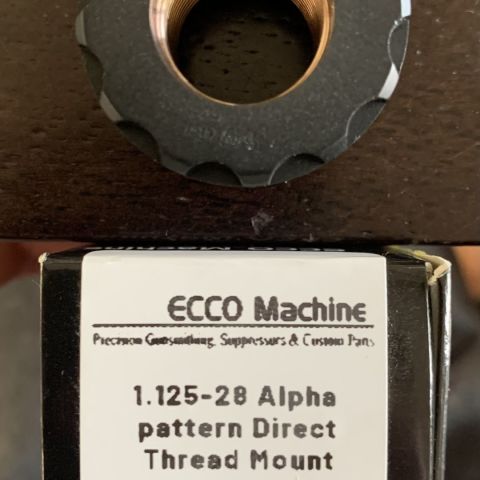 ECCO Machine
Precision Gunsmithing, Suppressors & Custom Parts
1.125-28 Alpha
pattern Direct
Thread Mount